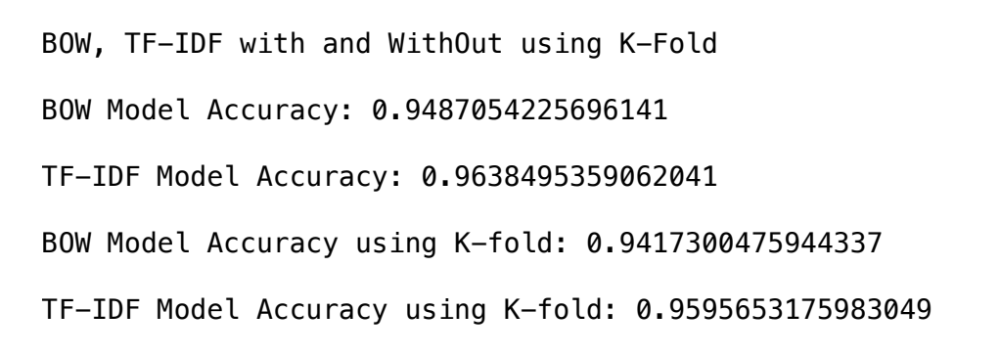 BOW, TF-IDF with and WithOut using K-Fold
BOW Model Accuracy: 0.9487054225696141
TF-IDF Model Accuracy: 0.9638495359062041
BOW Model Accuracy using K-fold: 0.9417300475944337
TF-IDF Model Accuracy using K-fold: 0.9595653175983049